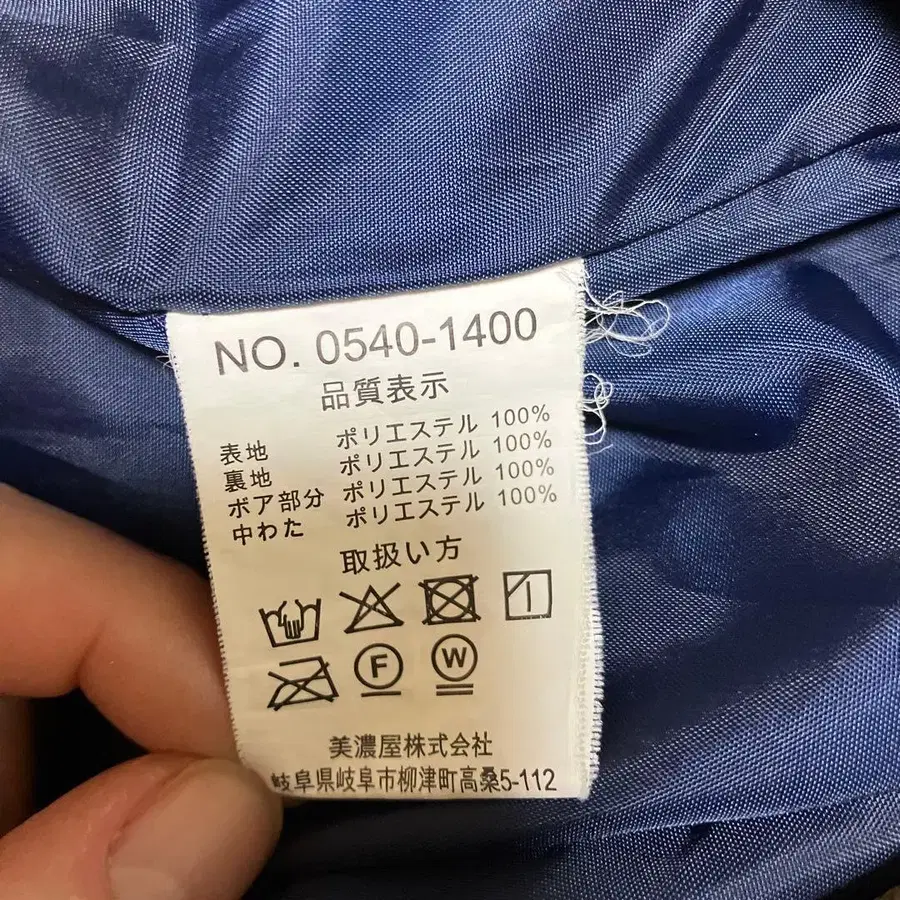 NO. 0540-1400
品質表示
表地 ポリエステル 100%
裏地 ポリエステル 100%
ボア部分 ポリエステル 100%
中わた ポリエステル 100%
取扱い方
F W
美濃屋株式会社
岐阜県岐阜市柳津町高桑5-112